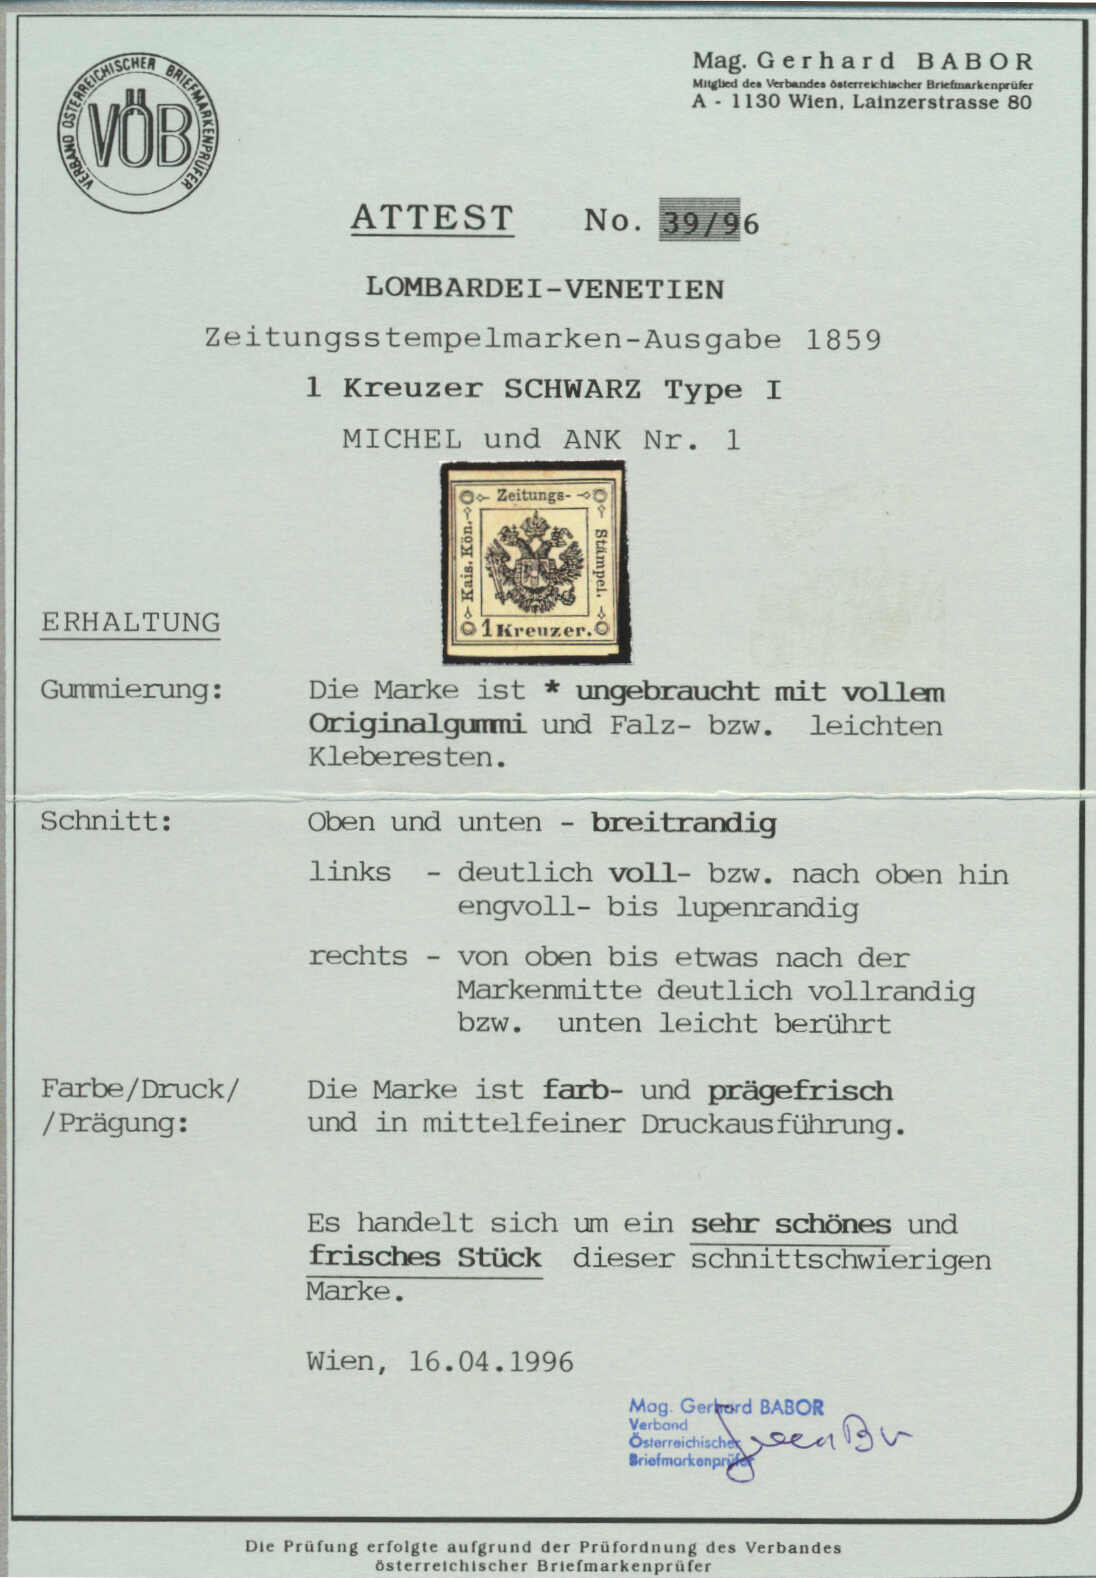 VERBAND ÖSTERREICHISCHER BRIEFMARKENPRÜFER
VÖB
Mag. Gerhard BABOR
Mitglied des Verbandes österreichischer Briefmarkenprüfer
A - 1130 Wien, Lainzerstrasse 80
ATTEST No. 39/96
LOMBARDEI-VENETIEN
Zeitungsstempelmarken-Ausgabe 1859
1 Kreuzer SCHWARZ Type I
MICHEL und ANK Nr. 1
Zeitungs-
Kais. Kön.
Stämpel.
1 Kreuzer.
ERHALTUNG
Gummierung: Die Marke ist * ungebraucht mit vollem
Originalgummi und Falz- bzw. leichten
Kleberesten.
Schnitt: Oben und unten - breitrandig
links - deutlich voll- bzw. nach oben hin
engvoll- bis lupenrandig
rechts - von oben bis etwas nach der
Markenmitte deutlich vollrandig
bzw. unten leicht berührt
Farbe/Druck/ Die Marke ist farb- und prägefrisch
/Prägung: und in mittelfeiner Druckausführung.
Es handelt sich um ein sehr schönes und
frisches Stück dieser schnittschwierigen
Marke.
Wien, 16.04.1996
Mag. Gerhard BABOR
Verband
Österreichischer
Briefmarkenprüfer
Die Prüfung erfolgte aufgrund der Prüfordnung des Verbandes
österreichischer Briefmarkenprüfer